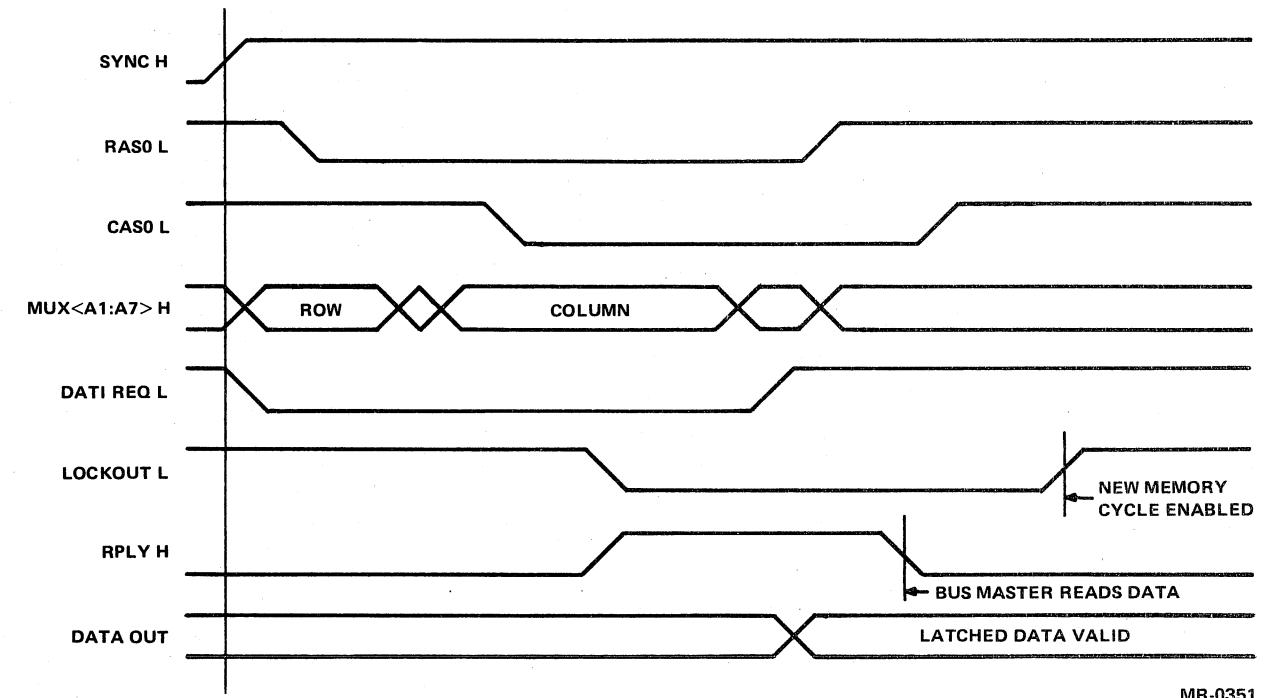 SYNC H
RAS0 L
CAS0 L
MUX<A1:A7> H
ROW
COLUMN
DATI REQ L
LOCKOUT L
NEW MEMORY
CYCLE ENABLED
RPLY H
BUS MASTER READS DATA
DATA OUT
LATCHED DATA VALID
MR-0351